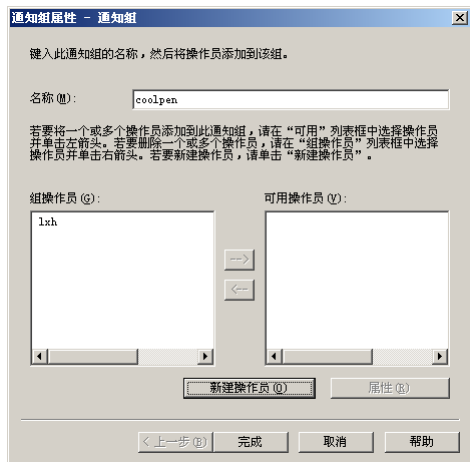 通知组属性 - 通知组
键入此通知组的名称，然后将操作员添加到该组。
名称(M):
coolpen
若要将一个或多个操作员添加到此通知组，请在“可用”列表框中选择操作员
并单击左箭头。若要删除一个或多个操作员，请在“组操作员”列表框中选择
操作员并单击右箭头。若要新建操作员，请单击“新建操作员”。
组操作员(G):
可用操作员(V):
lxh
-->
<--
新建操作员(O)
属性(R)
< 上一步(B)
完成
取消
帮助